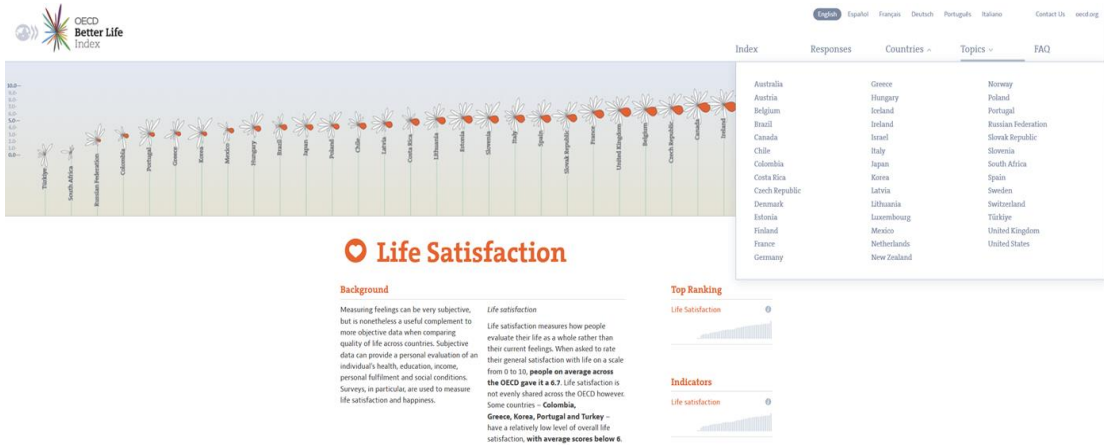 OECD
Better Life
Index
English Español Français Deutsch Português Italiano Contact Us oecd.org
Index Responses Countries Topics FAQ
Australia
Austria
Belgium
Brazil
Canada
Chile
Colombia
Costa Rica
Czech Republic
Denmark
Estonia
Finland
France
Germany
Greece
Hungary
Iceland
Ireland
Israel
Italy
Japan
Korea
Latvia
Lithuania
Luxembourg
Mexico
Netherlands
New Zealand
Norway
Poland
Portugal
Russian Federation
Slovak Republic
Slovenia
South Africa
Spain
Sweden
Switzerland
Türkiye
United Kingdom
United States
10.0
5.0
0.0
Türkiye
South Africa
Russian Federation
Colombia
Portugal
Greece
Korea
Mexico
Hungary
Brazil
Japan
Poland
Chile
Latvia
Costa Rica
Lithuania
Estonia
Slovenia
Italy
Spain
Slovak Republic
France
United Kingdom
Belgium
Czech Republic
Canada
Ireland
Life Satisfaction
Background
Measuring feelings can be very subjective,
but is nonetheless a useful complement to
more objective data when comparing
quality of life across countries. Subjective
data can provide a personal evaluation of an
individual's health, education, income,
personal fulfilment and social conditions.
Surveys, in particular, are used to measure
life satisfaction and happiness.
Life satisfaction
Life satisfaction measures how people
evaluate their life as a whole rather than
their current feelings. When asked to rate
their general satisfaction with life on a scale
from 0 to 10, people on average across
the OECD gave it a 6.7. Life satisfaction is
not evenly shared across the OECD however.
Some countries – Colombia,
Greece, Korea, Portugal and Turkey –
have a relatively low level of overall life
satisfaction, with average scores below 6.
Top Ranking
Life Satisfaction
Indicators
Life satisfaction